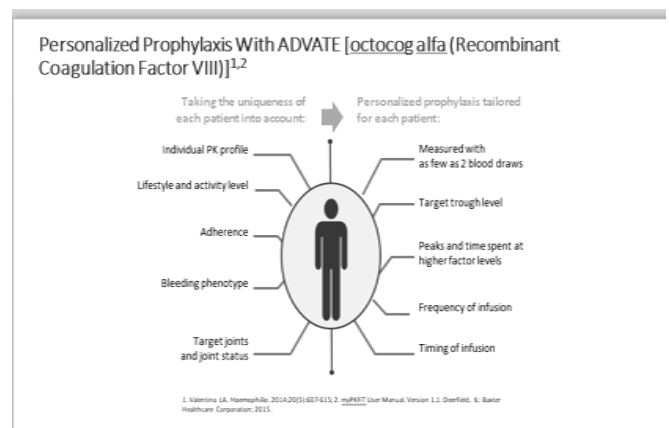 Personalized Prophylaxis With ADVATE [octocog alfa (Recombinant
Coagulation Factor VIII)]1,2
Taking the uniqueness of
each patient into account:
Personalized prophylaxis tailored
for each patient:
Individual PK profile
Lifestyle and activity level
Adherence
Bleeding phenotype
Target joints
and joint status
Measured with
as few as 2 blood draws
Target trough level
Peaks and time spent at
higher factor levels
Frequency of infusion
Timing of infusion
1. Valentino LA. Haemophilia. 2014;20(5):607-615; 2. myPKFiT User Manual. Version 1.1. Deerfield, IL: Baxter
Healthcare Corporation; 2015.